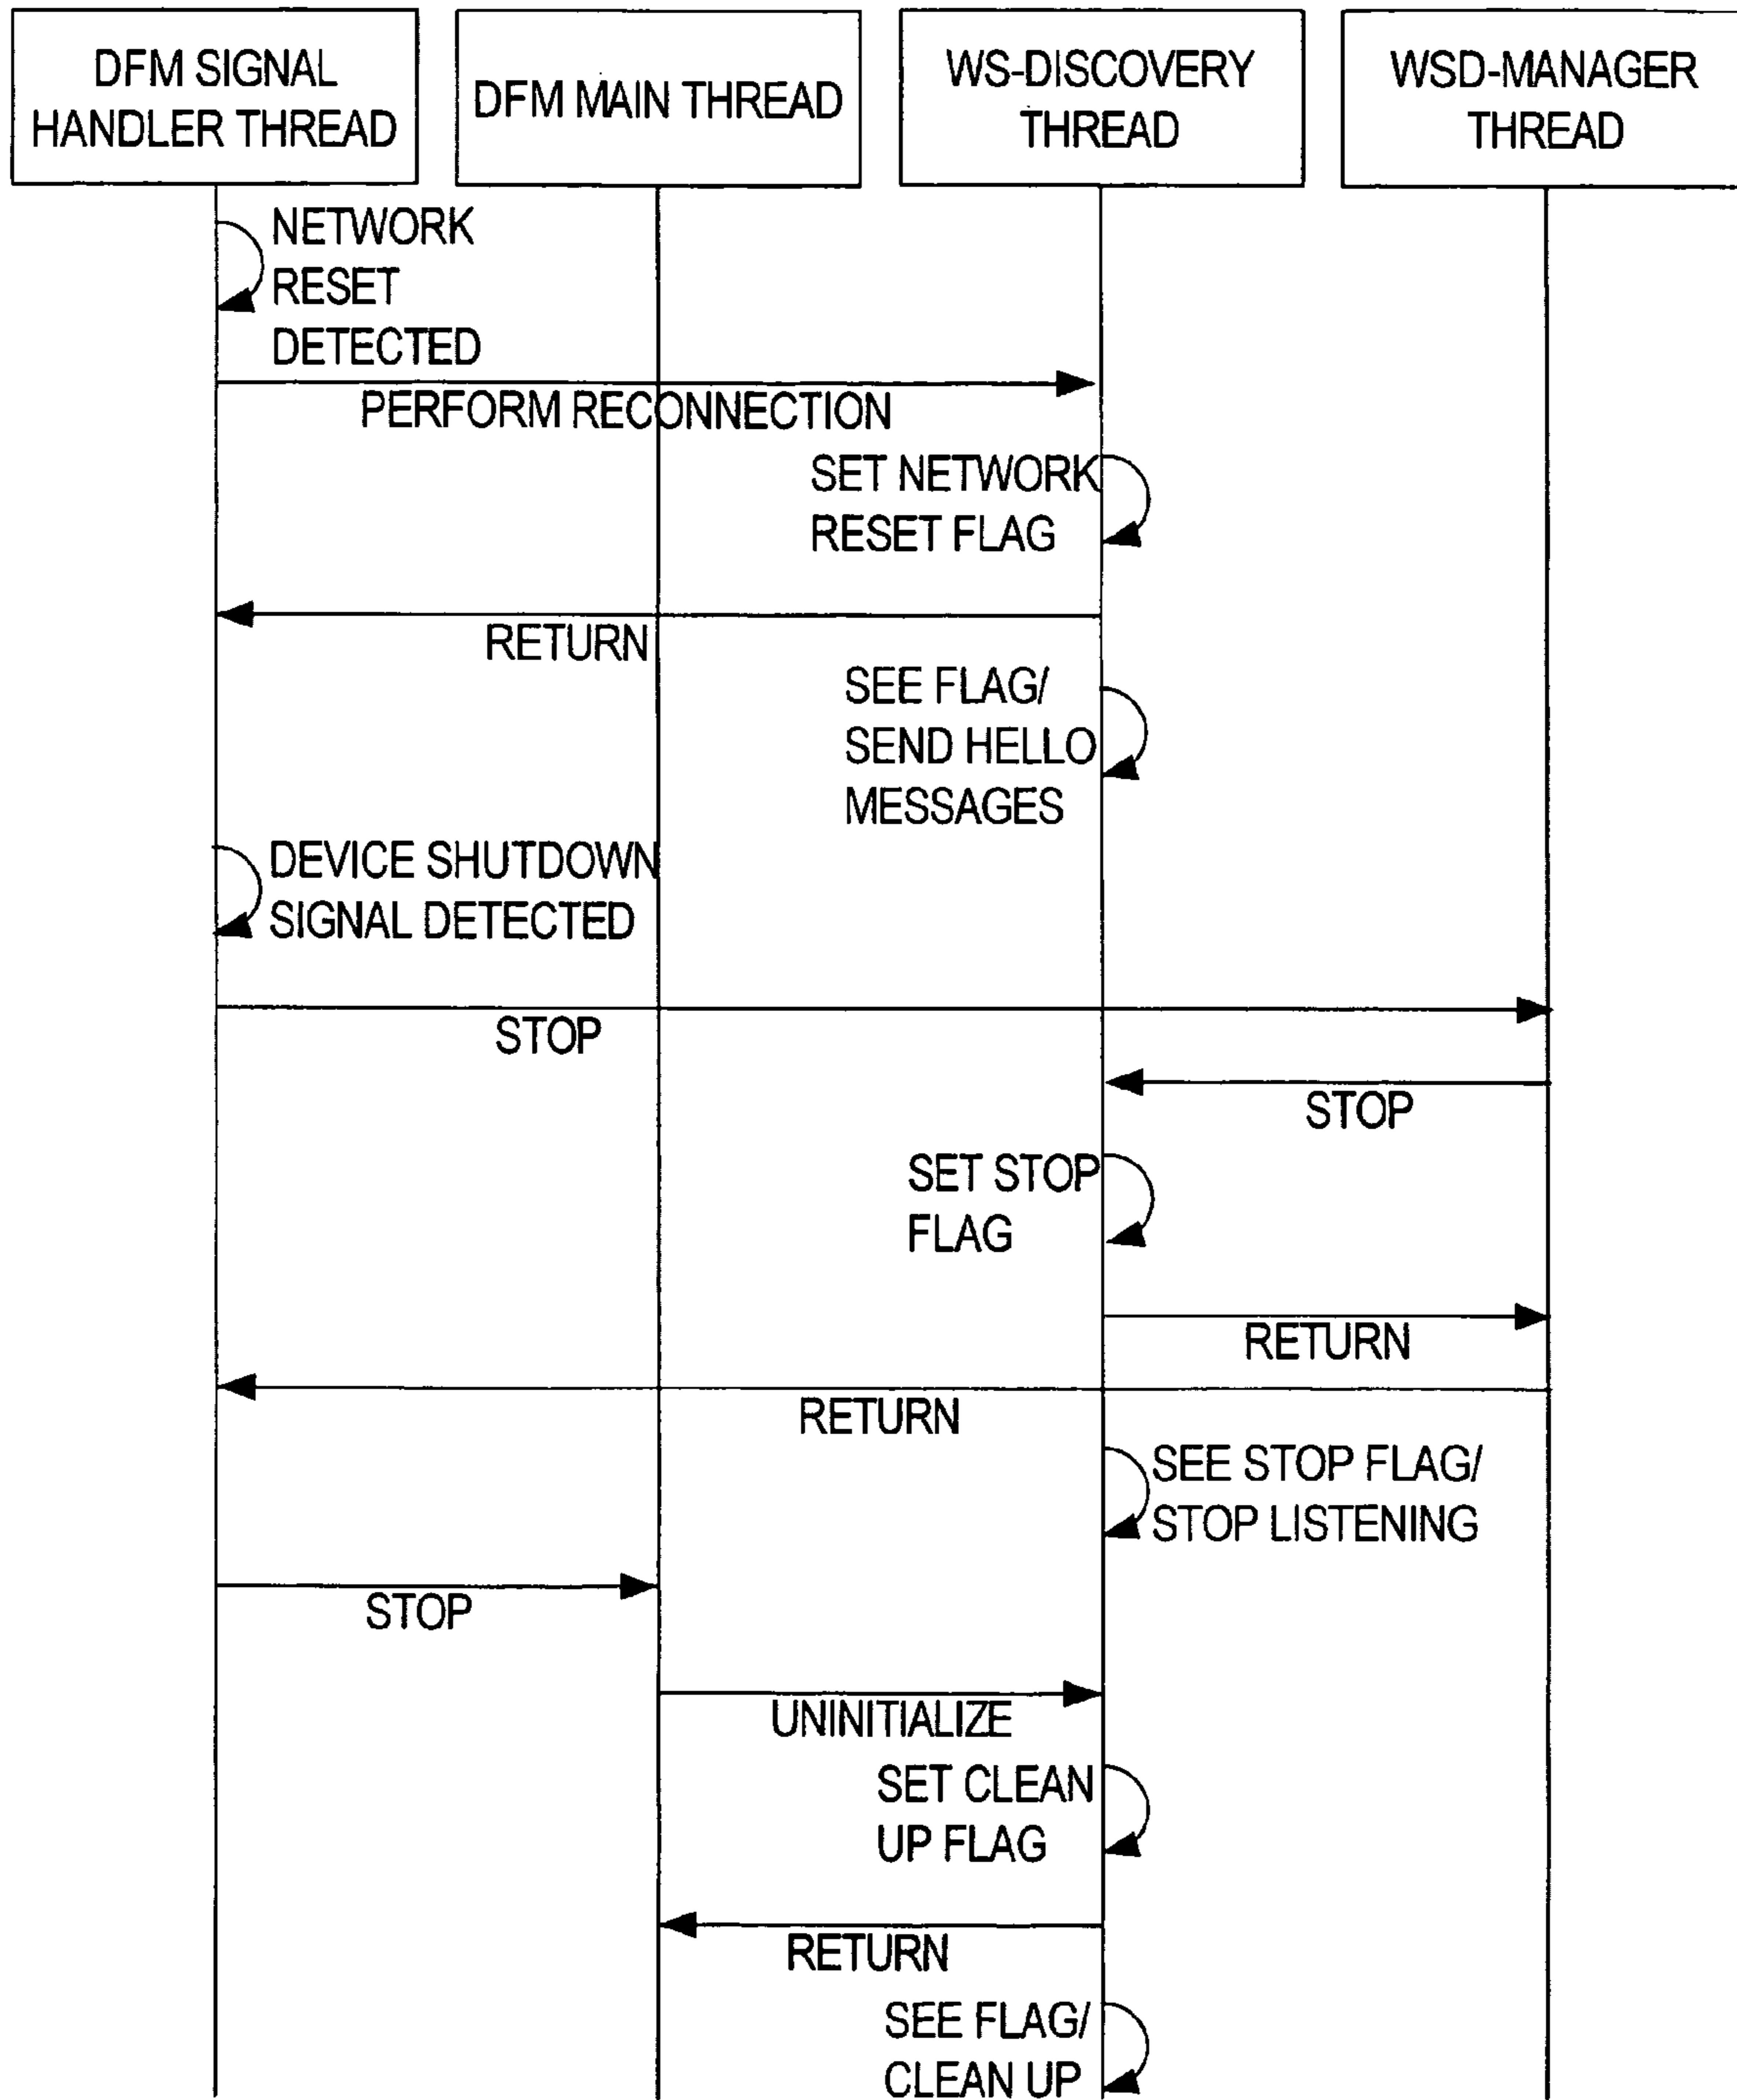 DFM SIGNAL
HANDLER THREAD
DFM MAIN THREAD
WS-DISCOVERY
THREAD
WSD-MANAGER
THREAD
NETWORK
RESET
DETECTED
PERFORM RECONNECTION
SET NETWORK
RESET FLAG
RETURN
SEE FLAG/
SEND HELLO
MESSAGES
DEVICE SHUTDOWN
SIGNAL DETECTED
STOP
STOP
SET STOP
FLAG
RETURN
RETURN
SEE STOP FLAG/
STOP LISTENING
STOP
UNINITIALIZE
SET CLEAN
UP FLAG
RETURN
SEE FLAG/
CLEAN UP